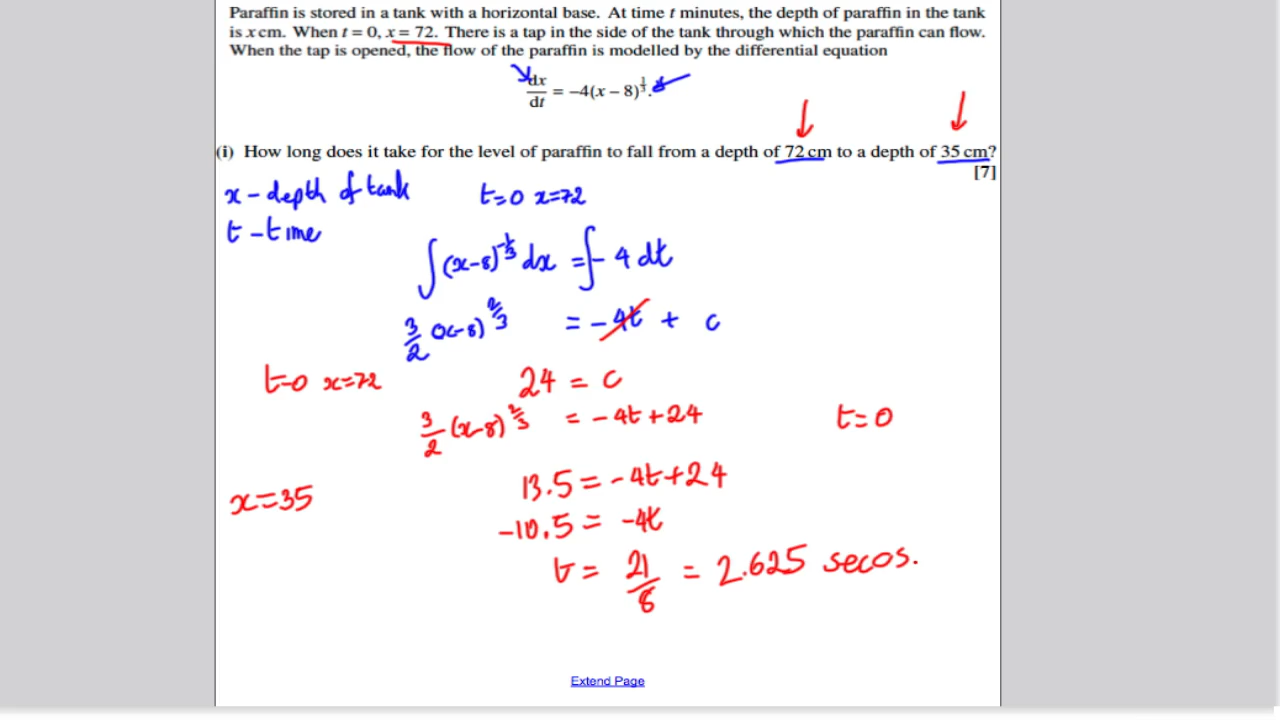 Paraffin is stored in a tank with a horizontal base. At time t minutes, the depth of paraffin in the tank
is x cm. When t = 0, x = 72. There is a tap in the side of the tank through which the paraffin can flow.
When the tap is opened, the flow of the paraffin is modelled by the differential equation
dx/dt = −4(x − 8)^(1/3).
(i) How long does it take for the level of paraffin to fall from a depth of 72 cm to a depth of 35 cm?
[7]
x - depth of tank t=0 x=72
t - time
∫(x-8)^(-1/3) dx = ∫-4 dt
3/2 (x-8)^(2/3) = -4t + c
t=0 x=72 24 = c
3/2 (x-8)^(2/3) = -4t + 24 t=0
x=35 13.5 = -4t + 24
-10.5 = -4t
t = 21/8 = 2.625 secos.
Extend Page